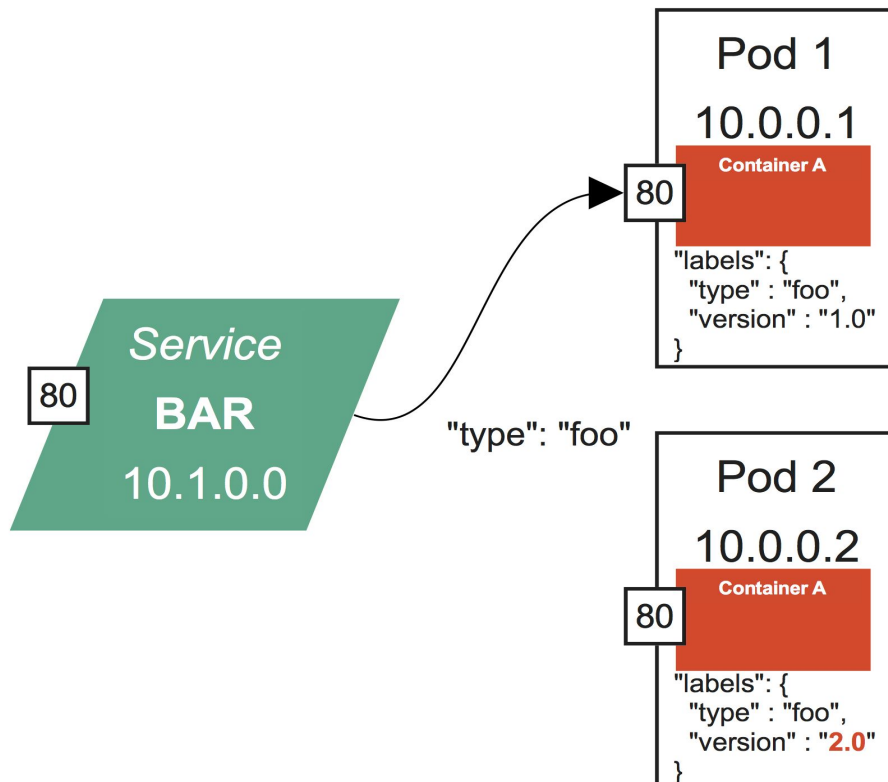 Pod 1
10.0.0.1
Container A
80
"labels": {
"type" : "foo",
"version" : "1.0"
}
Service
80
BAR
10.1.0.0
"type": "foo"
Pod 2
10.0.0.2
Container A
80
"labels": {
"type" : "foo",
"version" : "2.0"
}